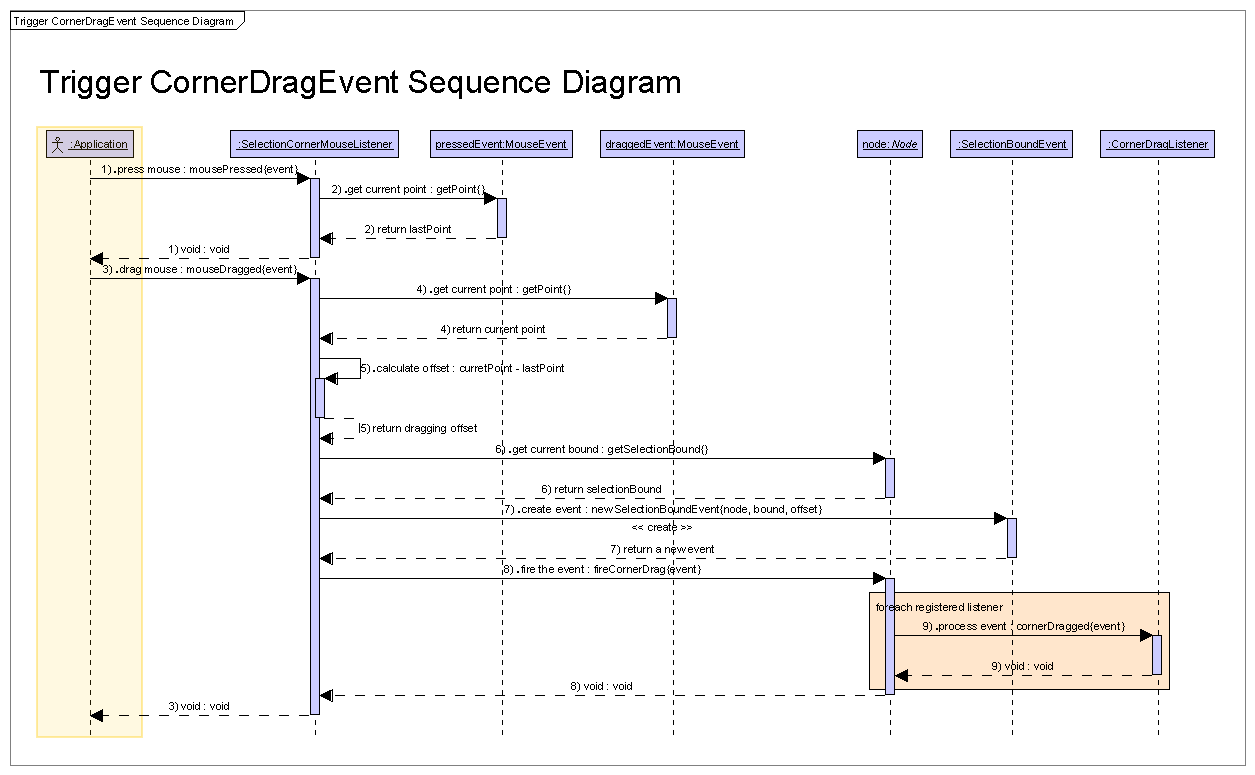 Trigger CornerDragEvent Sequence Diagram
Trigger CornerDragEvent Sequence Diagram
:Application
:SelectionCornerMouseListener
pressedEvent:MouseEvent
draggedEvent:MouseEvent
node: Node
:SelectionBoundEvent
:CornerDragListener
1) .press mouse : mousePressed{event}
2) .get current point : getPoint{}
2) return lastPoint
1) void : void
3) .drag mouse : mouseDragged{event}
4) .get current point : getPoint{}
4) return current point
5) .calculate offset : curretPoint - lastPoint
5) return dragging offset
6) .get current bound : getSelectionBound{}
6) return selectionBound
7) .create event : new SelectionBoundEvent{node, bound, offset}
<< create >>
7) return a new event
8) .fire the event : fireCornerDrag{event}
foreach registered listener
9) .process event : cornerDragged{event}
9) void : void
8) void : void
3) void : void